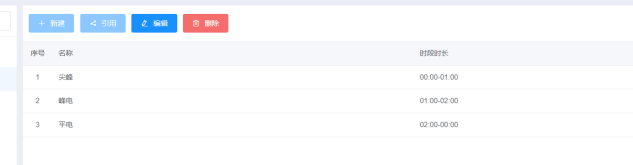 新建 引用 编辑 删除
序号 名称 时段时长
1 尖峰 00:00-01:00
2 峰电 01:00-02:00
3 平电 02:00-00:00